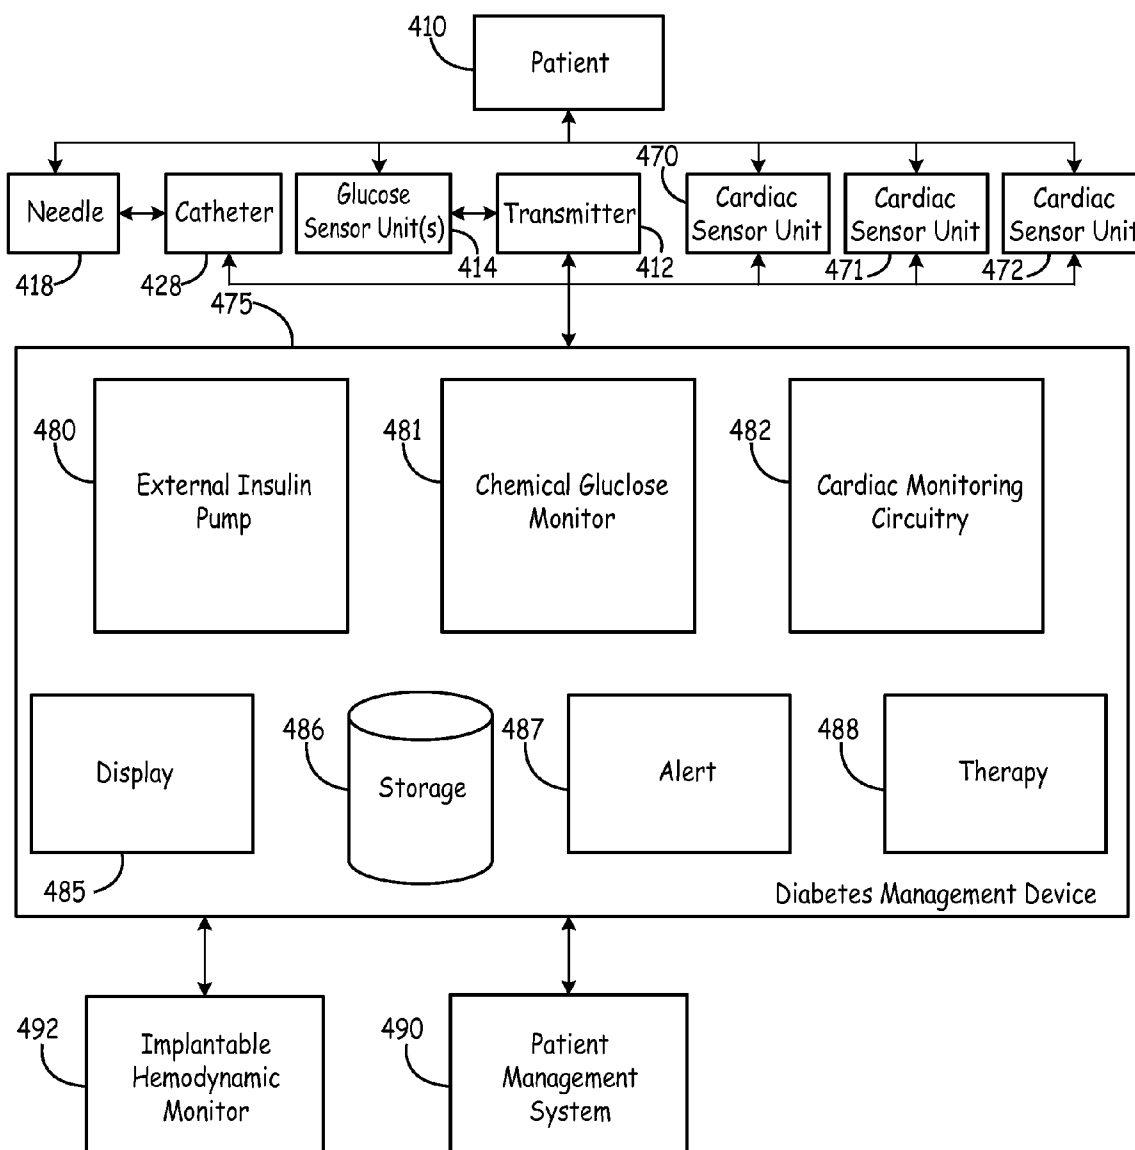 410
Patient
470
Needle
Catheter
Glucose
Sensor Unit(s)
Transmitter
Cardiac
Sensor Unit
Cardiac
Sensor Unit
Cardiac
Sensor Unit
418
428
414
412
471
472
475
480
External Insulin
Pump
481
Chemical Gluclose
Monitor
482
Cardiac Monitoring
Circuitry
Display
485
486
Storage
487
Alert
488
Therapy
Diabetes Management Device
492
Implantable
Hemodynamic
Monitor
490
Patient
Management
System